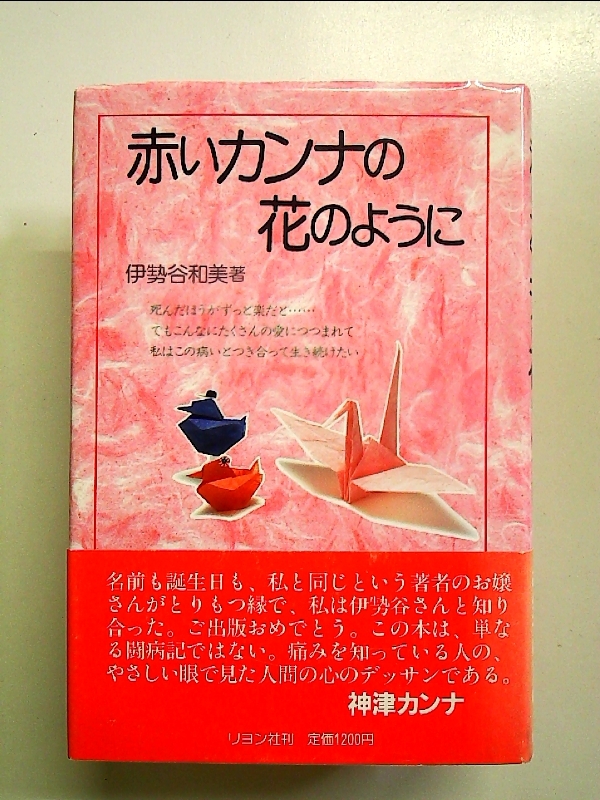 赤いカンナの
花のように
伊勢谷和美著
死んだほうがずっと楽だと……
でもこんなにたくさんの愛につつまれて
私はこの病いとつき合って生き続けたい
名前も誕生日も、私と同じという著者のお嬢
さんがとりもつ縁で、私は伊勢谷さんと知り
合った。ご出版おめでとう。この本は、単な
る闘病記ではない。痛みを知っている人の、
やさしい眼で見た人間の心のデッサンである。
神津カンナ
リヨン社刊 定価1200円